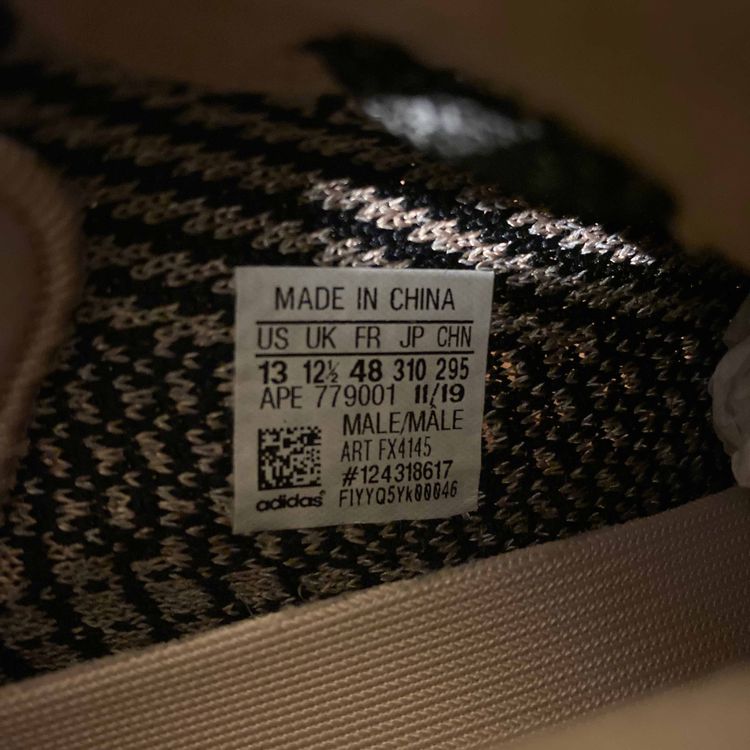 MADE IN CHINA
US UK FR JP CHN
13 12½ 48 310 295
APE 779001 11/19
MALE/MÂLE
ART FX4145
#124318617
adidas® F1YYQ5Yk00046